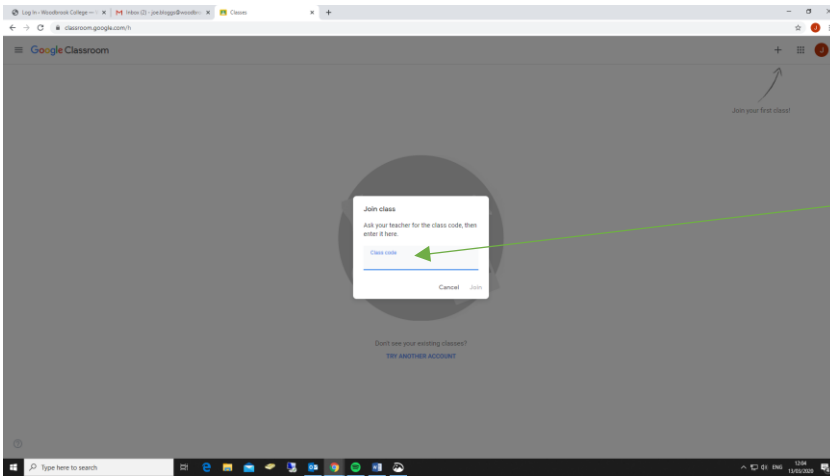 Log In – Woodbrook College —
Inbox (2) - joe.bloggs@woodbr
Classes
classroom.google.com/h
J
Google Classroom
J
Join your first class!
Join class
Ask your teacher for the class code, then
enter it here.
Class code
Cancel Join
Don't see your existing classes?
TRY ANOTHER ACCOUNT
Type here to search
ENG
12:04
13/03/2020